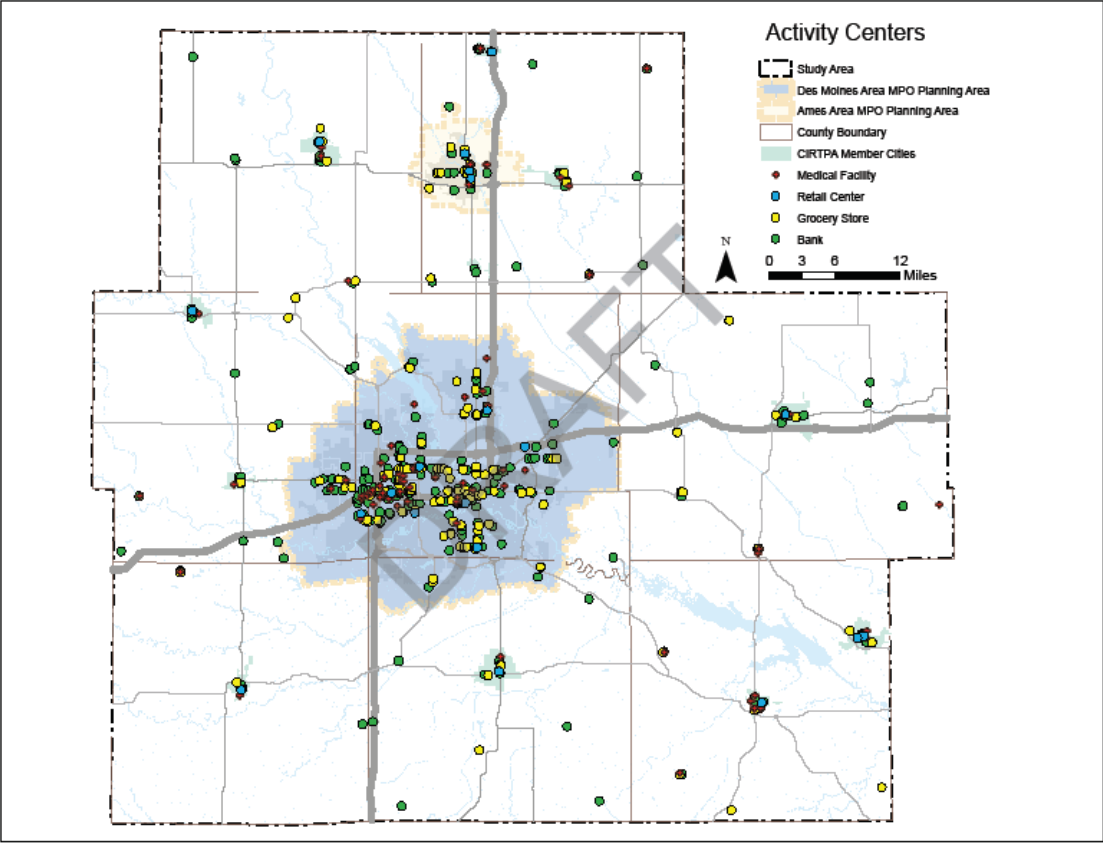 Activity Centers
Study Area
Des Moines Area MPO Planning Area
Ames Area MPO Planning Area
County Boundary
CIRTPA Member Cities
Medical Facility
Retail Center
Grocery Store
Bank
N
0 3 6 12
Miles
DRAFT